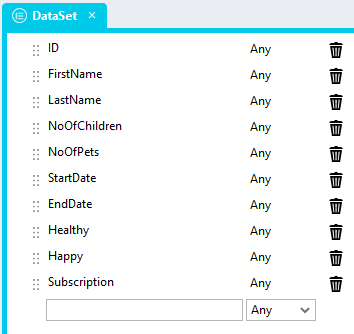 DataSet ×
ID Any
FirstName Any
LastName Any
NoOfChildren Any
NoOfPets Any
StartDate Any
EndDate Any
Healthy Any
Happy Any
Subscription Any
Any